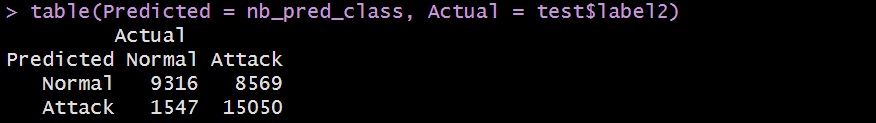 > table(Predicted = nb_pred_class, Actual = test$label2)
         Actual
Predicted Normal Attack
   Normal   9316   8569
   Attack   1547  15050